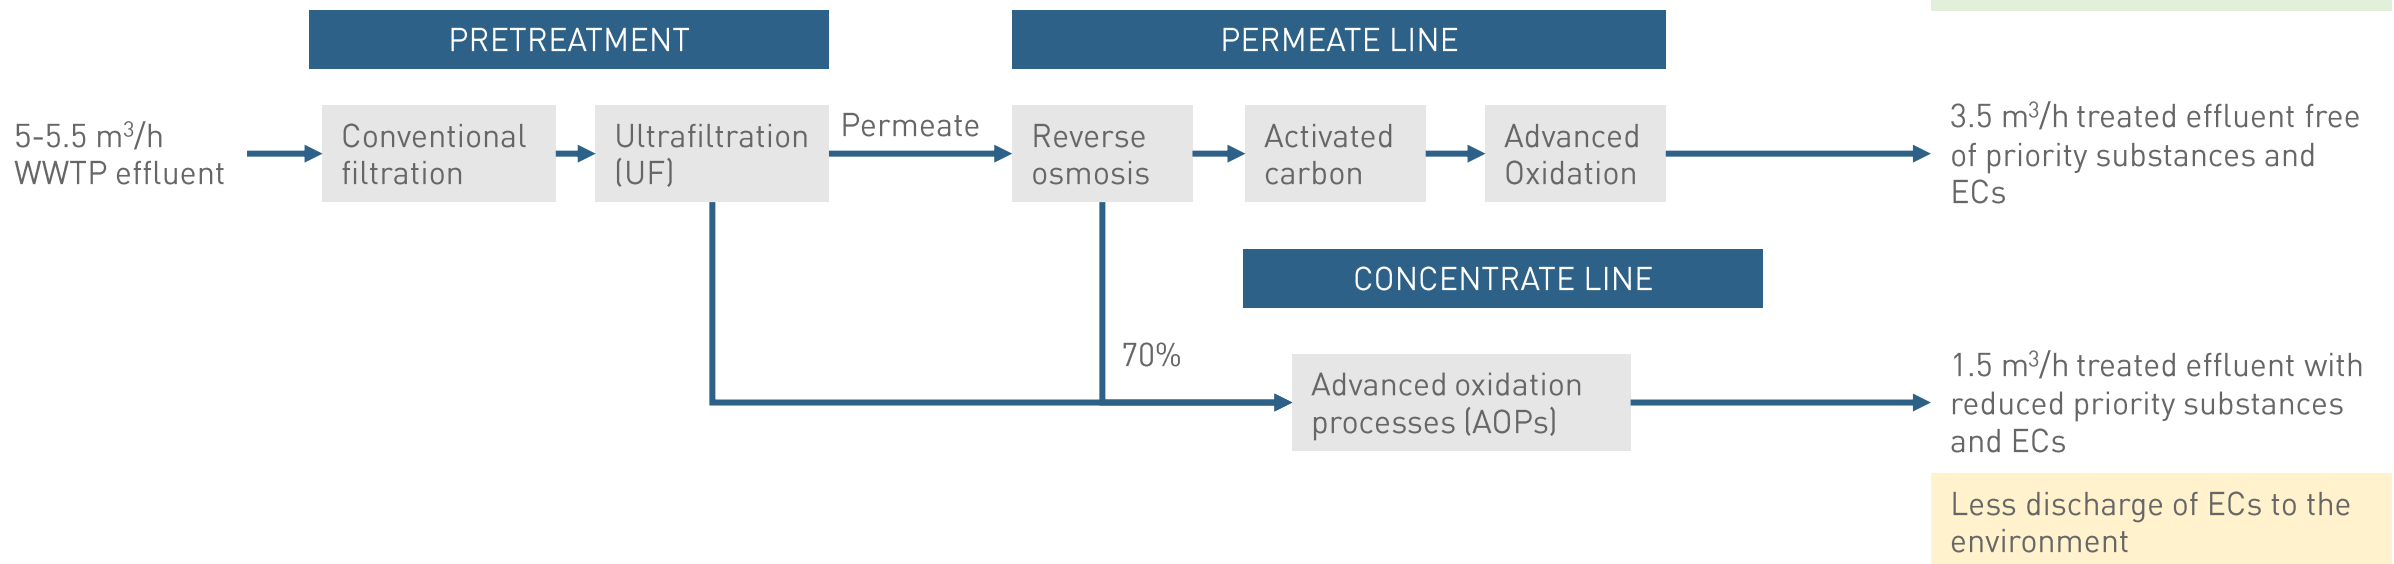 PRETREATMENT
PERMEATE LINE
5-5.5 m³/h
WWTP effluent
Conventional
filtration
Ultrafiltration
(UF)
Permeate
Reverse
osmosis
Activated
carbon
Advanced
Oxidation
3.5 m³/h treated effluent free
of priority substances and
ECs
CONCENTRATE LINE
70%
Advanced oxidation
processes (AOPs)
1.5 m³/h treated effluent with
reduced priority substances
and ECs
Less discharge of ECs to the
environment